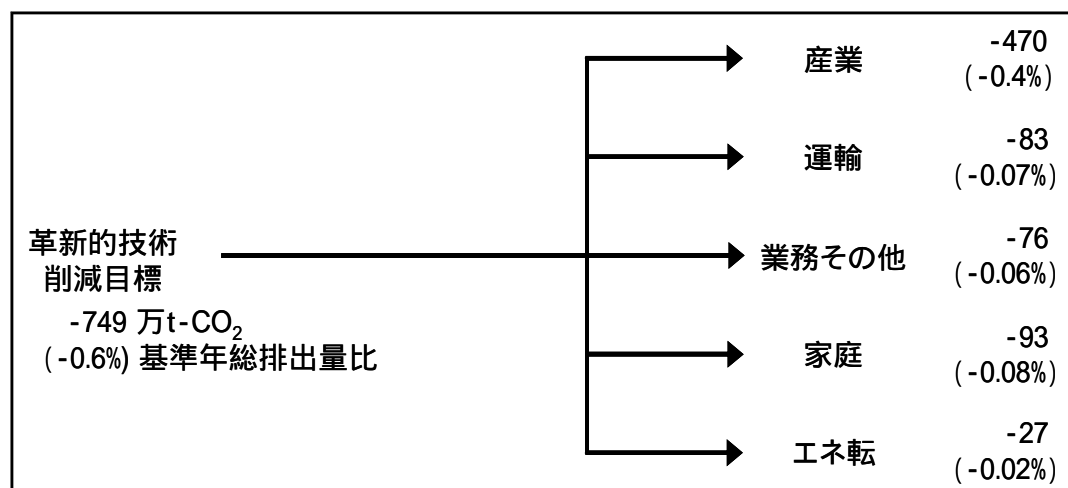 革新的技術
削減目標
-749 万t-CO₂
(-0.6%) 基準年総排出量比
産業
-470
(-0.4%)
運輸
-83
(-0.07%)
業務その他
-76
(-0.06%)
家庭
-93
(-0.08%)
エネ転
-27
(-0.02%)